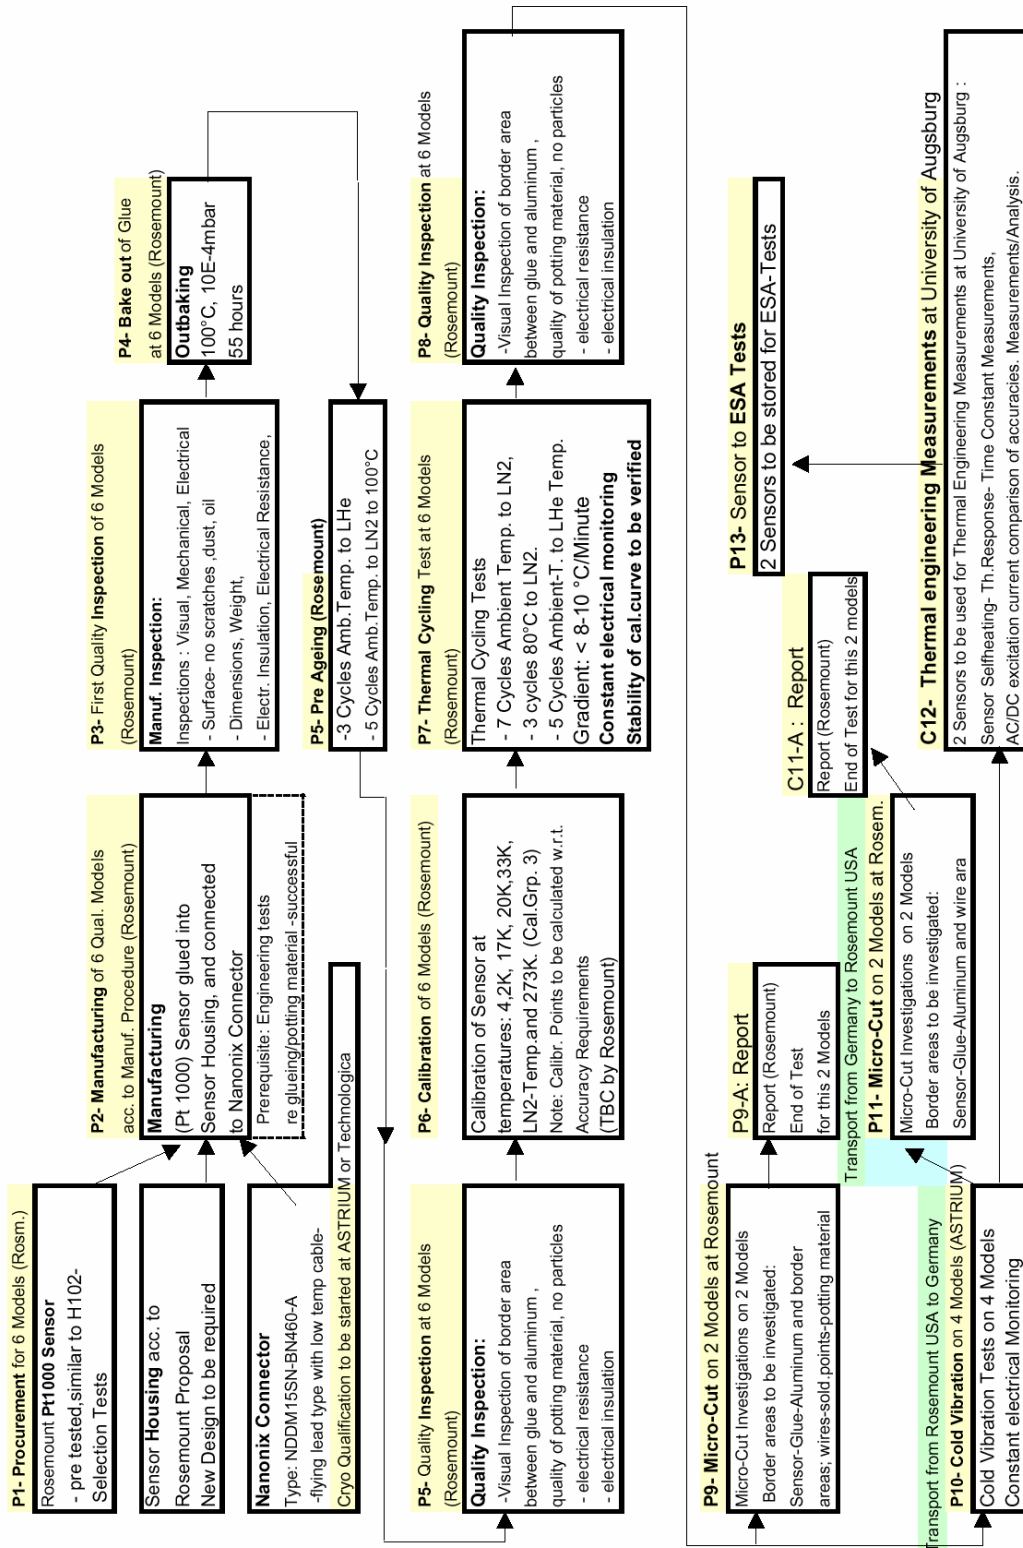 P1- Procurement for 6 Models (Rosm.)
Rosemount Pt1000 Sensor
- pre tested,similar to H102-
Selection Tests
Sensor Housing acc. to
Rosemount Proposal
New Design to be required
Nanonix Connector
Type: NDDM15SN-BN460-A
-flying lead type with low temp cable-
Cryo Qualification to be started at ASTRIUM or Technologica
P2- Manufacturing of 6 Qual. Models
acc. to Manuf. Procedure (Rosemount)
Manufacturing
(Pt 1000) Sensor glued into
Sensor Housing, and connected
to Nanonix Connector
Prerequisite: Engineering tests
re glueing/potting material -successful
P3- First Quality Inspection of 6 Models
(Rosemount)
Manuf. Inspection:
Inspections : Visual, Mechanical, Electrical
- Surface- no scratches ,dust, oil
- Dimensions, Weight,
- Electr. Insulation, Electrical Resistance,
P4- Bake out of Glue
at 6 Models (Rosemount)
Outbaking
100°C, 10E-4mbar
55 hours
P5- Pre Ageing (Rosemount)
-3 Cycles Amb.Temp. to LHe
- 5 Cycles Amb.Temp. to LN2 to 100°C
P5- Quality Inspection at 6 Models
(Rosemount)
Quality Inspection:
-Visual Inspection of border area
between glue and aluminum ,
quality of potting material, no particles
- electrical resistance
- electrical insulation
P6- Calibration of 6 Models (Rosemount)
Calibration of Sensor at
temperatures: 4,2K, 17K, 20K,33K,
LN2-Temp.and 273K. (Cal.Grp. 3)
Note: Calibr. Points to be calculated w.r.t.
Accuracy Requirements
(TBC by Rosemount)
P7- Thermal Cycling Test at 6 Models
(Rosemount)
Thermal Cycling Tests
- 7 Cycles Ambient Temp. to LN2,
- 3 cycles 80°C to LN2.
- 5 Cycles Ambient-T. to LHe Temp.
Gradient: < 8-10 °C/Minute
Constant electrical monitoring
Stability of cal.curve to be verified
P8- Quality Inspection at 6 Models
(Rosemount)
Quality Inspection:
-Visual Inspection of border area
between glue and aluminum ,
quality of potting material, no particles
- electrical resistance
- electrical insulation
P9- Micro-Cut on 2 Models at Rosemount
Micro-Cut Investigations on 2 Models
Border areas to be investigated:
Sensor-Glue-Aluminum and border
areas; wires-sold.points-potting material
P9-A: Report
Report (Rosemount)
End of Test
for this 2 Models
Transport from Germany to Rosemount USA
P11- Micro-Cut on 2 Models at Rosem.
Micro-Cut Investigations on 2 Models
Border areas to be investigated:
Sensor-Glue-Aluminum and wire ara
C11-A : Report
Report (Rosemount)
End of Test for this 2 models
P13- Sensor to ESA Tests
2 Sensors to be stored for ESA-Tests
Transport from Rosemount USA to Germany
P10- Cold Vibration on 4 Models (ASTRIUM)
Cold Vibration Tests on 4 Models
Constant electrical Monitoring
C12- Thermal engineering Measurements at University of Augsburg
2 Sensors to be used for Thermal Engineering Measurements at University of Augsburg :
Sensor Selfheating- Th.Response- Time Constant Measurements,
AC/DC excitation current comparison of accuracies. Measurements/Analysis.